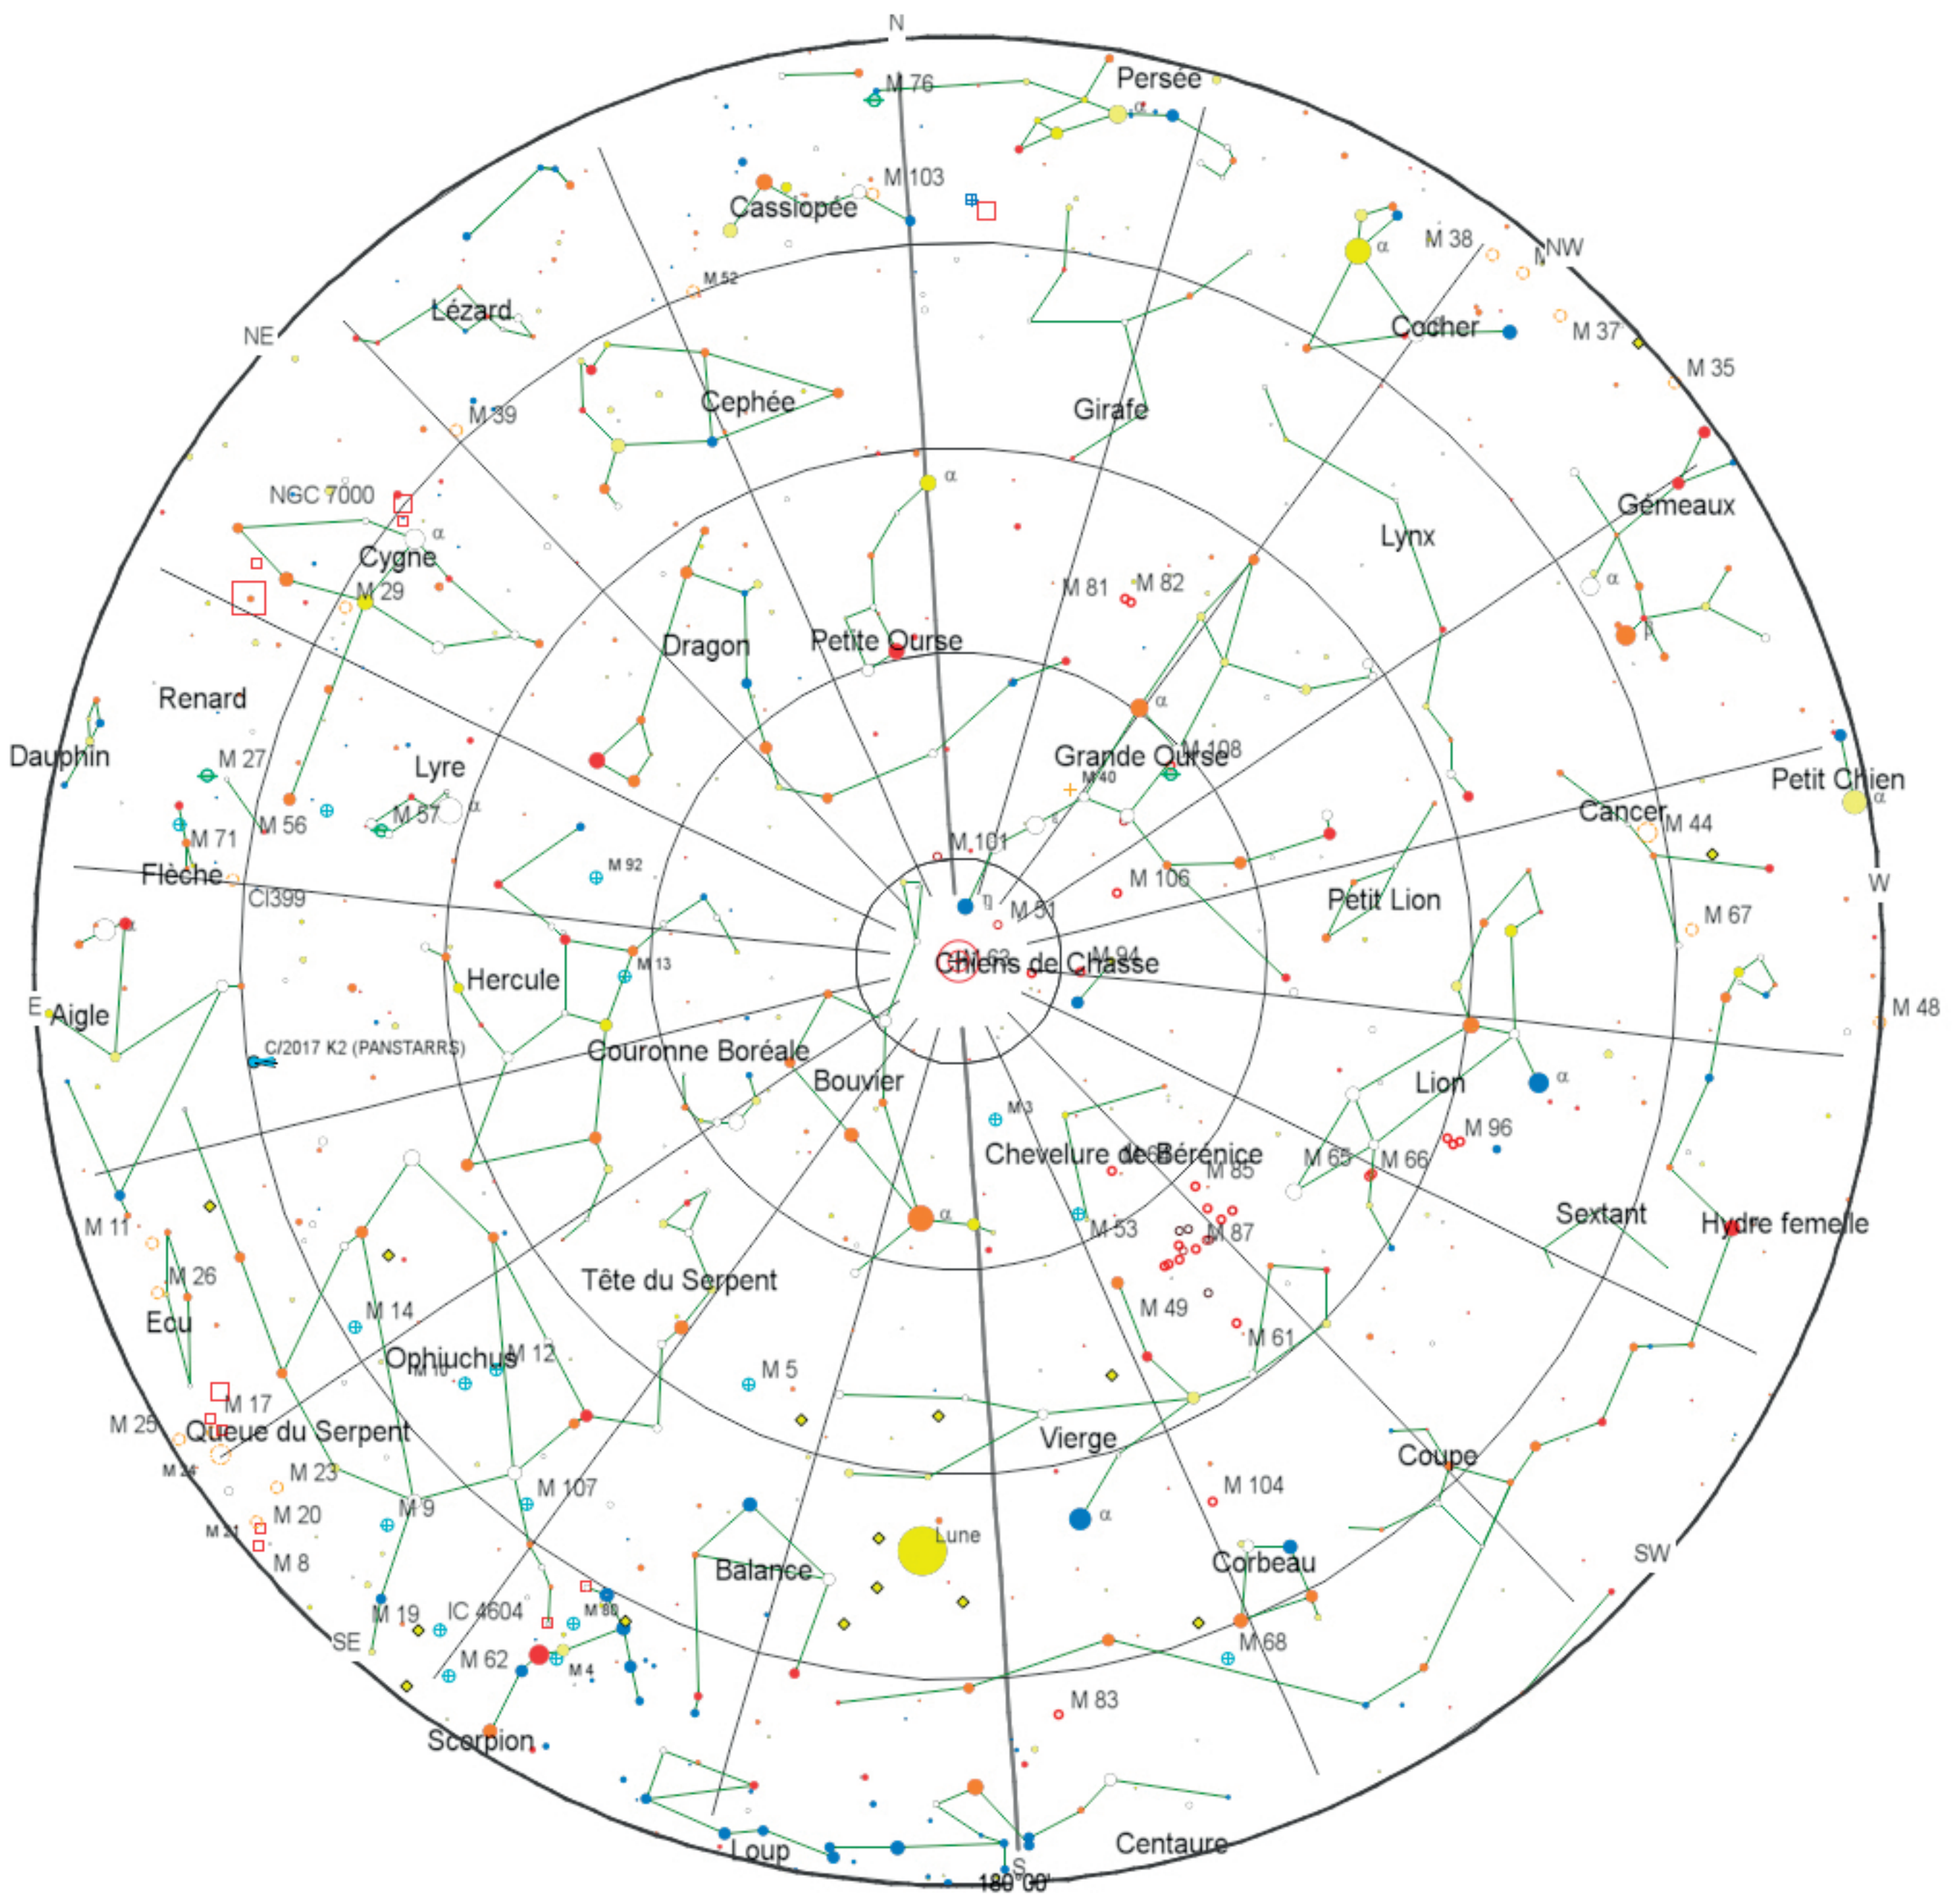 N
Persée
α
M 76
M 103
Cassiopée
α
M 38
NW
M 52
Lézard
Cocher
M 37
NE
M 35
Cephée
Girafe
M 39
α
NGC 7000
Gémeaux
α
Cygne
Lynx
M 29
M 81
M 82
α
Dragon
Petite Ourse
β
Renard
α
Grande Ourse
M 108
Dauphin
M 27
Lyre
M 40
Petit Chien
α
α
M 57
Cancer
M 44
M 56
ε
M 71
M 101
M 92
Flèche
M 106
W
CI399
Petit Lion
η
M 51
M 67
α
M 13
M 63
M 94
Chiens de Chasse
Hercule
E
Aigle
M 48
C/2017 K2 (PANSTARRS)
Couronne Boréale
Bouvier
Lion
α
M 3
M 96
Chevelure de Bérénice
M 65
M 66
M 85
α
Sextant
Hydre femelle
M 11
M 53
M 87
M 26
Tête du Serpent
Ecu
M 14
M 49
M 61
Ophiuchus
M 12
M 10
M 5
M 17
M 25
Queue du Serpent
Vierge
Coupe
M 24
M 23
M 107
M 104
M 9
M 20
α
M 21
Lune
M 8
Balance
Corbeau
SW
M 19
IC 4604
M 80
SE
M 68
M 62
M 4
M 83
Scorpion
Loup
Centaure
S
180°00'